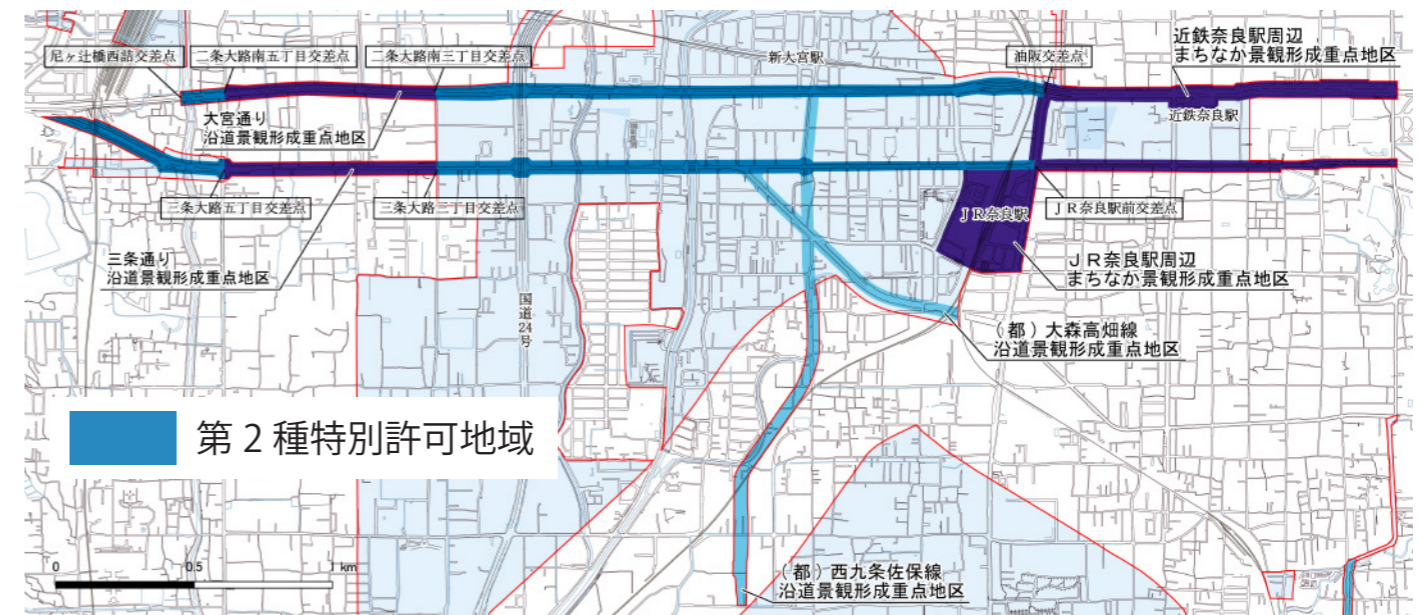 近鉄奈良駅周辺
まちなか景観形成重点地区
尼ヶ辻橋西詰交差点
二条大路南五丁目交差点
二条大路南三丁目交差点
新大宮駅
油阪交差点
大宮通り
沿道景観形成重点地区
近鉄奈良駅
三条大路五丁目交差点
三条大路三丁目交差点
JR奈良駅
JR奈良駅前交差点
三条通り
沿道景観形成重点地区
JR奈良駅周辺
まちなか景観形成重点地区
国道24号
(都)大森高畑線
沿道景観形成重点地区
第2種特別許可地域
(都)西九条佐保線
沿道景観形成重点地区
0 0.5 1 km